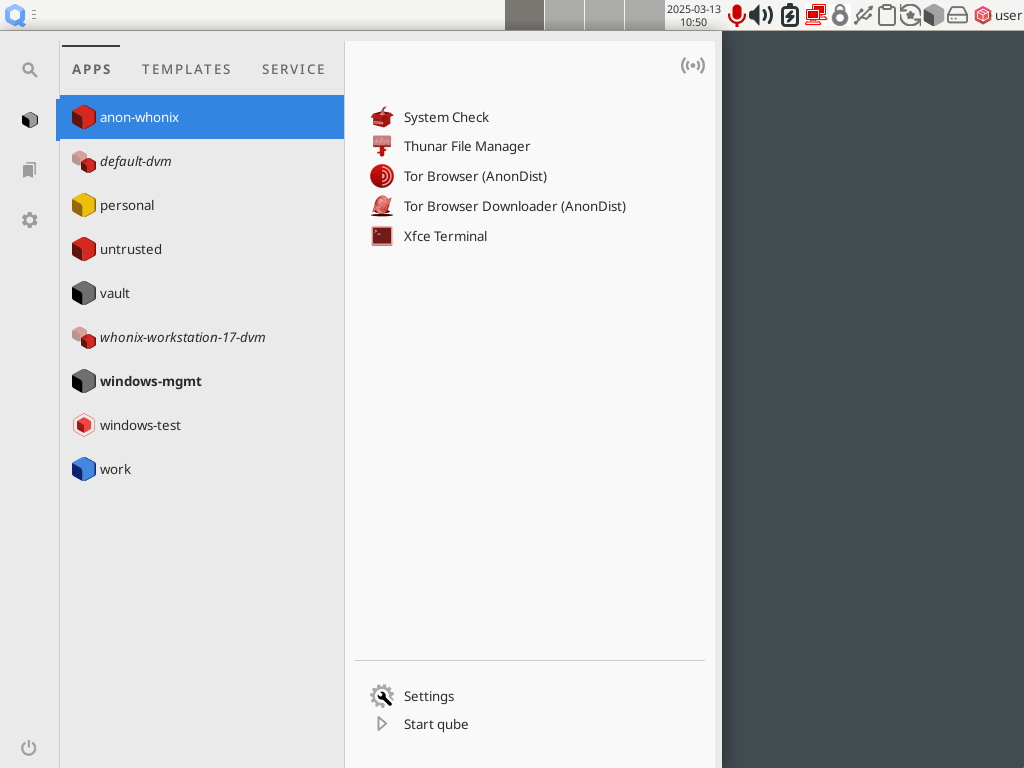 2025-03-13
10:50
user
APPS TEMPLATES SERVICE
anon-whonix
default-dvm
personal
untrusted
vault
whonix-workstation-17-dvm
windows-mgmt
windows-test
work
System Check
Thunar File Manager
Tor Browser (AnonDist)
Tor Browser Downloader (AnonDist)
Xfce Terminal
Settings
Start qube